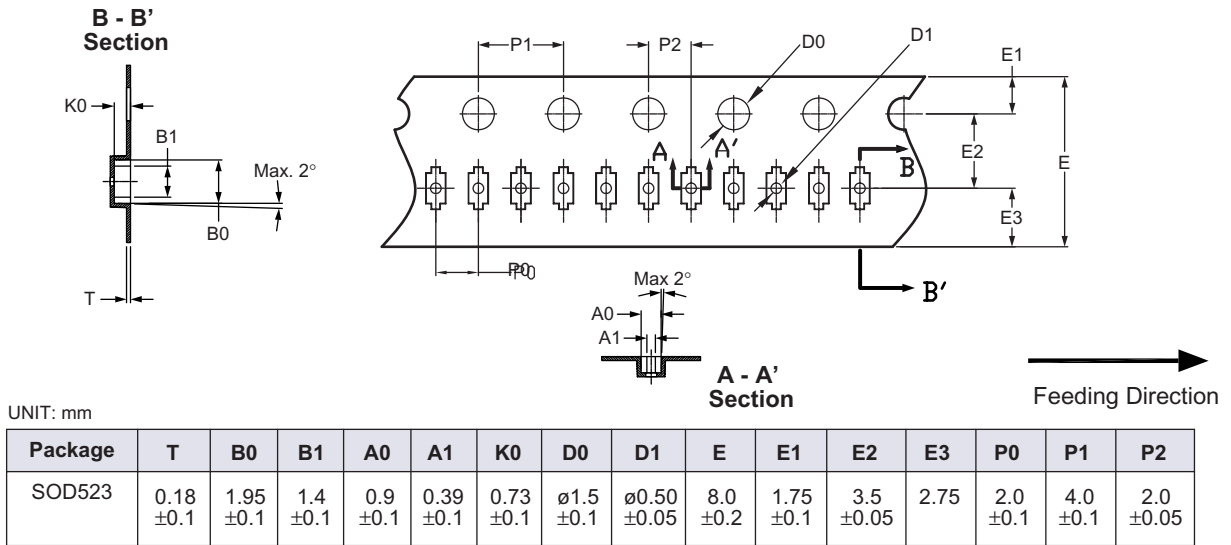 B - B'
Section
K0
B1
Max. 2°
B0
T
P1
P2
D0
D1
E1
A
A'
B
E2
E
E3
P0
P0
B'
Max 2°
A0
A1
A - A'
Section
Feeding Direction
UNIT: mm
Package T B0 B1 A0 A1 K0 D0 D1 E E1 E2 E3 P0 P1 P2
SOD523 0.18 ±0.1 1.95 ±0.1 1.4 ±0.1 0.9 ±0.1 0.39 ±0.1 0.73 ±0.1 ø1.5 ±0.1 ø0.50 ±0.05 8.0 ±0.2 1.75 ±0.1 3.5 ±0.05 2.75 2.0 ±0.1 4.0 ±0.1 2.0 ±0.05